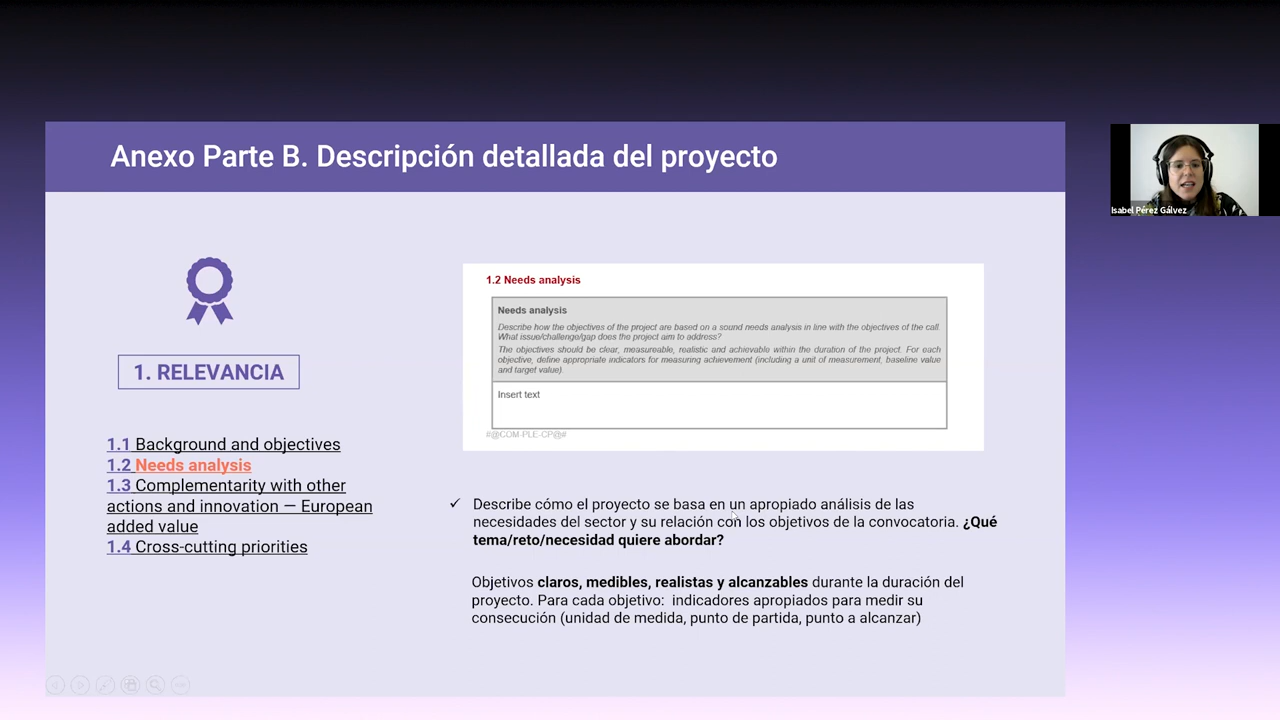 Anexo Parte B. Descripción detallada del proyecto
Isabel Pérez Gálvez
1. RELEVANCIA
1.1 Background and objectives
1.2 Needs analysis
1.3 Complementarity with other
actions and innovation — European
added value
1.4 Cross-cutting priorities
1.2 Needs analysis
Needs analysis
Describe how the objectives of the project are based on a sound needs analysis in line with the objectives of the call.
What issue/challenge/gap does the project aim to address?
The objectives should be clear, measureable, realistic and achievable within the duration of the project. For each
objective, define appropriate indicators for measuring achievement (including a unit of measurement, baseline value
and target value).
Insert text
#@COM-PLE-CP@#
✓ Describe cómo el proyecto se basa en un apropiado análisis de las
necesidades del sector y su relación con los objetivos de la convocatoria. ¿Qué
tema/reto/necesidad quiere abordar?
Objetivos claros, medibles, realistas y alcanzables durante la duración del
proyecto. Para cada objetivo: indicadores apropiados para medir su
consecución (unidad de medida, punto de partida, punto a alcanzar)